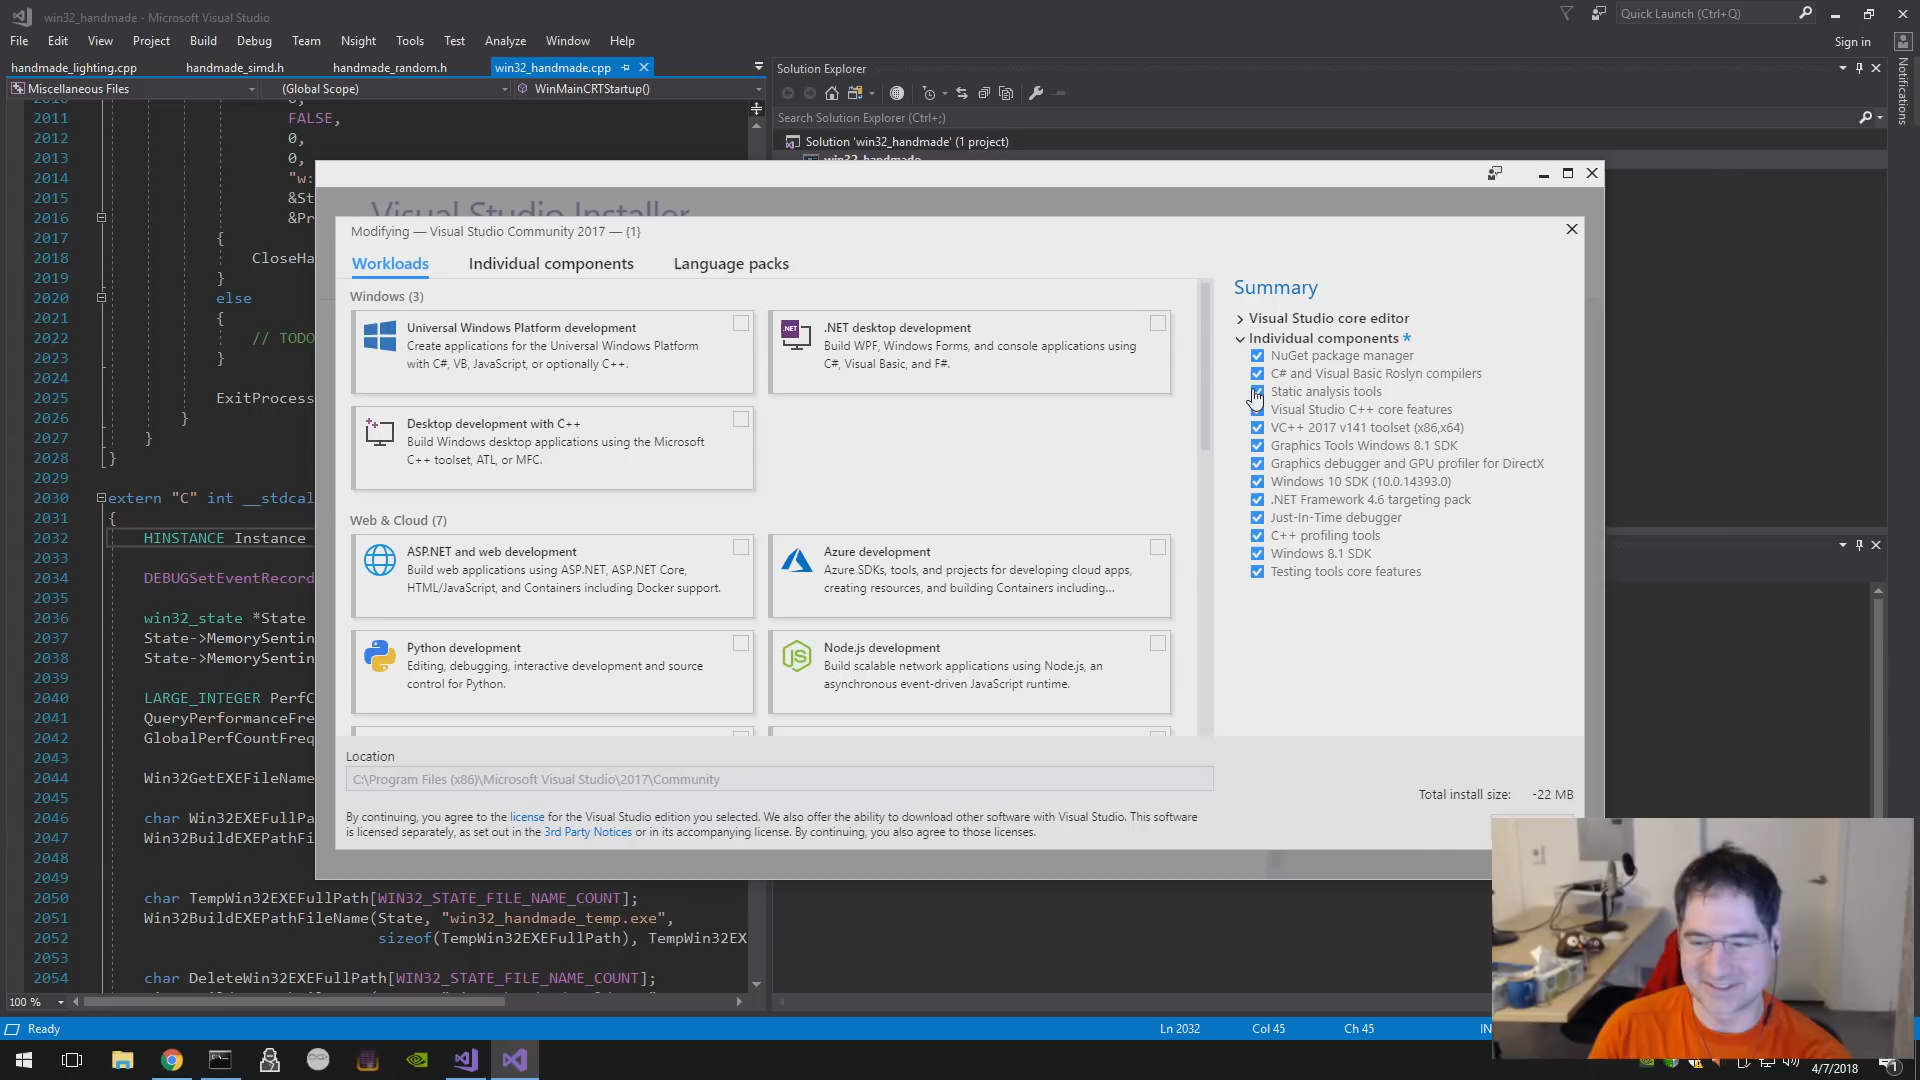 win32_handmade - Microsoft Visual Studio
Quick Launch (Ctrl+Q)
File Edit View Project Build Debug Team Nsight Tools Test Analyze Window Help
Sign in
handmade_lighting.cpp handmade_simd.h handmade_random.h win32_handmade.cpp
Miscellaneous Files (Global Scope) WinMainCRTStartup()
Solution Explorer
Notifications
Search Solution Explorer (Ctrl+;)
Solution 'win32_handmade' (1 project)
win32_handmade
2011 FALSE,
2012 0,
2013 0,
2014 "w:
2015 &St
2016 &Pr
2017 {
2018 CloseHa
2019 }
2020 else
2021 {
2022 // TODO
2023 }
2024
2025 ExitProcess
2026 }
2027 }
2028 }
2029
2030 extern "C" int __stdcal
2031 {
2032 HINSTANCE Instance
2033
2034 DEBUGSetEventRecord
2035
2036 win32_state *State
2037 State->MemorySentin
2038 State->MemorySentin
2039
2040 LARGE_INTEGER PerfC
2041 QueryPerformanceFre
2042 GlobalPerfCountFreq
2043
2044 Win32GetEXEFileName
2045
2046 char Win32EXEFullPa
2047 Win32BuildEXEPathFi
2048
2049
2050 char TempWin32EXEFullPath[WIN32_STATE_FILE_NAME_COUNT];
2051 Win32BuildEXEPathFileName(State, "win32_handmade_temp.exe",
2052 sizeof(TempWin32EXEFullPath), TempWin32EX
2053
2054 char DeleteWin32EXEFullPath[WIN32_STATE_FILE_NAME_COUNT];
Visual Studio Installer
Modifying — Visual Studio Community 2017 — {1}
Workloads Individual components Language packs
Windows (3)
Universal Windows Platform development
Create applications for the Universal Windows Platform
with C#, VB, JavaScript, or optionally C++.
.NET
.NET desktop development
Build WPF, Windows Forms, and console applications using
C#, Visual Basic, and F#.
Desktop development with C++
Build Windows desktop applications using the Microsoft
C++ toolset, ATL, or MFC.
Web & Cloud (7)
ASP.NET and web development
Build web applications using ASP.NET, ASP.NET Core,
HTML/JavaScript, and Containers including Docker support.
Azure development
Azure SDKs, tools, and projects for developing cloud apps,
creating resources, and building Containers including...
Python development
Editing, debugging, interactive development and source
control for Python.
JS
Node.js development
Build scalable network applications using Node.js, an
asynchronous event-driven JavaScript runtime.
Summary
Visual Studio core editor
Individual components *
NuGet package manager
C# and Visual Basic Roslyn compilers
Static analysis tools
Visual Studio C++ core features
VC++ 2017 v141 toolset (x86,x64)
Graphics Tools Windows 8.1 SDK
Graphics debugger and GPU profiler for DirectX
Windows 10 SDK (10.0.14393.0)
.NET Framework 4.6 targeting pack
Just-In-Time debugger
C++ profiling tools
Windows 8.1 SDK
Testing tools core features
Location
C:\Program Files (x86)\Microsoft Visual Studio\2017\Community
Total install size: -22 MB
By continuing, you agree to the license for the Visual Studio edition you selected. We also offer the ability to download other software with Visual Studio. This software
is licensed separately, as set out in the 3rd Party Notices or in its accompanying license. By continuing, you also agree to those licenses.
100 %
Ready Ln 2032 Col 45 Ch 45 IN
4/7/2018
1